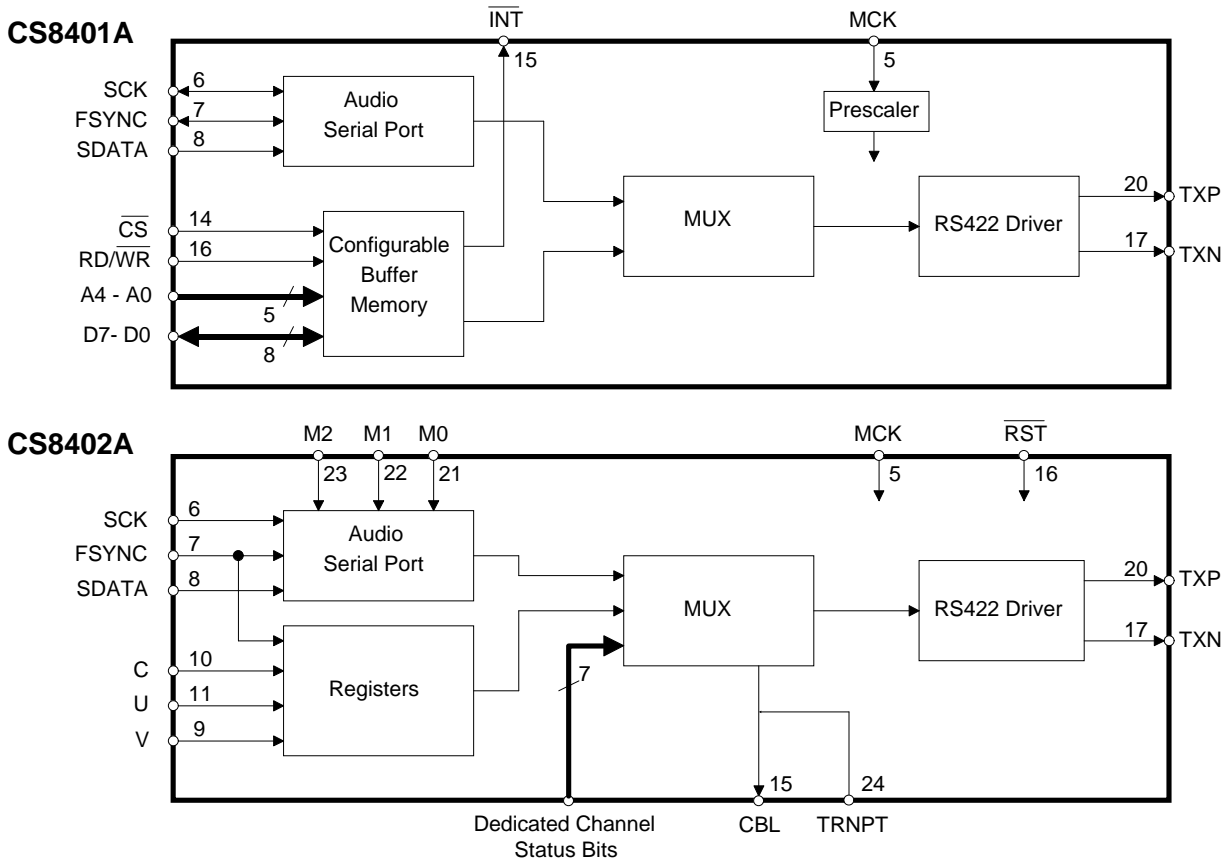 CS8401A
INT
MCK
15
5
SCK
6
FSYNC
7
SDATA
8
Audio
Serial Port
Prescaler
CS
14
RD/WR
16
A4 - A0
5
D7- D0
8
Configurable
Buffer
Memory
MUX
RS422 Driver
20
TXP
17
TXN
CS8402A
M2
M1
M0
MCK
RST
23
22
21
5
16
SCK
6
FSYNC
7
SDATA
8
Audio
Serial Port
C
10
U
11
V
9
Registers
MUX
7
RS422 Driver
20
TXP
17
TXN
15
24
Dedicated Channel
Status Bits
CBL
TRNPT